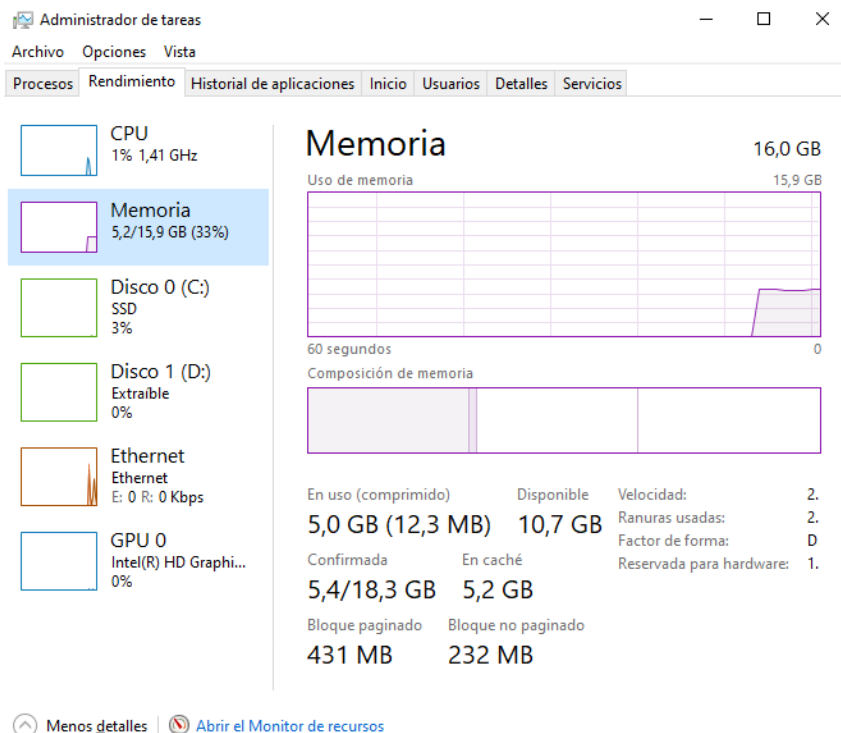 Administrador de tareas
Archivo Opciones Vista
Procesos Rendimiento Historial de aplicaciones Inicio Usuarios Detalles Servicios
CPU
1% 1,41 GHz
Memoria
5,2/15,9 GB (33%)
Disco 0 (C:)
SSD
3%
Disco 1 (D:)
Extraíble
0%
Ethernet
Ethernet
E: 0 R: 0 Kbps
GPU 0
Intel(R) HD Graphi...
0%
Memoria 16,0 GB
Uso de memoria 15,9 GB
60 segundos 0
Composición de memoria
En uso (comprimido) Disponible
5,0 GB (12,3 MB) 10,7 GB
Confirmada En caché
5,4/18,3 GB 5,2 GB
Bloque paginado Bloque no paginado
431 MB 232 MB
Velocidad: 2.
Ranuras usadas: 2.
Factor de forma: D
Reservada para hardware: 1.
Menos detalles Abrir el Monitor de recursos